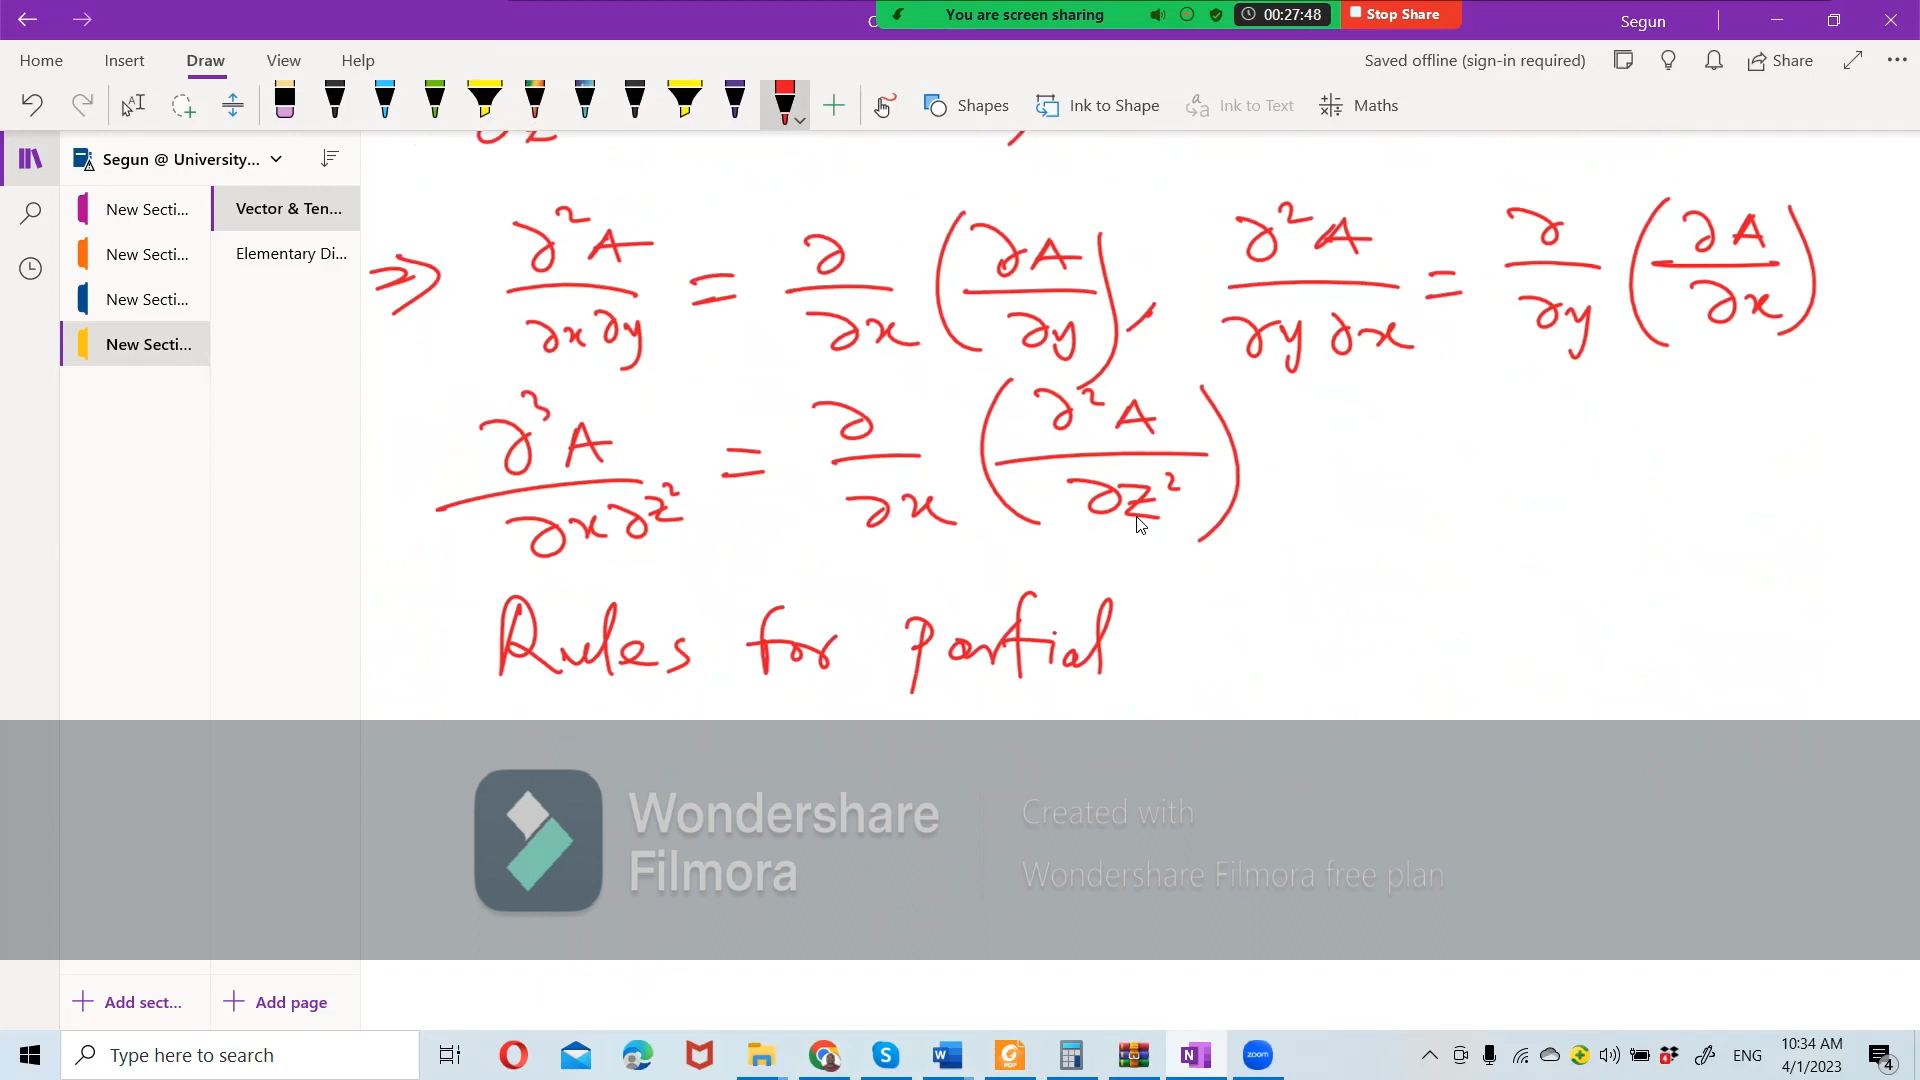 You are screen sharing
00:27:48
Stop Share
Segun
Home Insert Draw View Help
Saved offline (sign-in required)
Share
Shapes
Ink to Shape
Ink to Text
Maths
Segun @ University...
New Secti...
New Secti...
New Secti...
New Secti...
Vector & Ten...
Elementary Di...
⇒ ∂²A/∂x∂y = ∂/∂x (∂A/∂y), ∂²A/∂y∂x = ∂/∂y (∂A/∂x)
∂³A/∂x∂z² = ∂/∂x (∂²A/∂z²)
Rules for partial
Wondershare
Filmora
Created with
Wondershare Filmora free plan
Add sect...
Add page
Type here to search
ENG
10:34 AM
4/1/2023
4